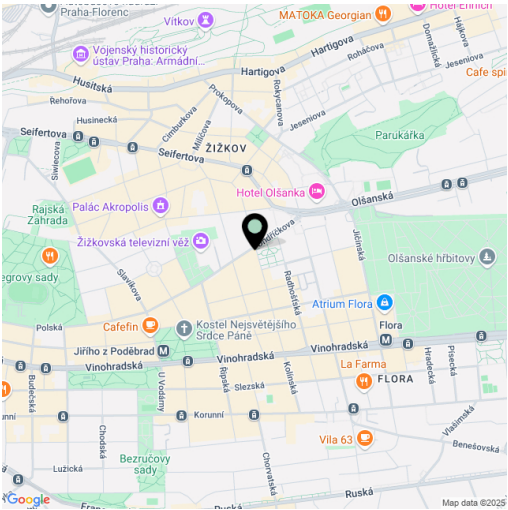 Praha-Florenc
Vítkov
MATOKA Georgian
Hotel Ehrlich
Hájkova
Domažlická
Vojenský historický
ústav Praha: Armádní...
Hartigova
Roháčova
Jeseniova
Cafe spi
Husitská
Hartigova
Rokycanova
Řehořova
Prokopova
Husinecká
Cimburkova
Milíčova
Jeseniova
Seifertova
ŽIŽKOV
Parukářka
Siwiecova
Seifertova
Hotel Olšanka
Olšanská
Palác Akropolis
Rajská
Zahrada
Žižkovská televizní věž
Jičínská
Olšanské hřbitovy
Slavíkova
Radhošťská
egrovy sady
Atrium Flora
Cafefin
Kostel Nejsvětějšího
Srdce Páně
Flora
Polská
Jiřího z Poděbrad
Vinohradská
Vinohradská
Vinohradská
La Farma
FLORA
Hradecká
Písecká
Budečská
U Vodárny
Řipská
Slezská
Kolínská
Korunní
Vlašimská
Chodská
Vila 63
Benešovská
Bezručovy
sady
Lužická
Chorvatská
Ruská
Ruská
Google
Map data ©2025